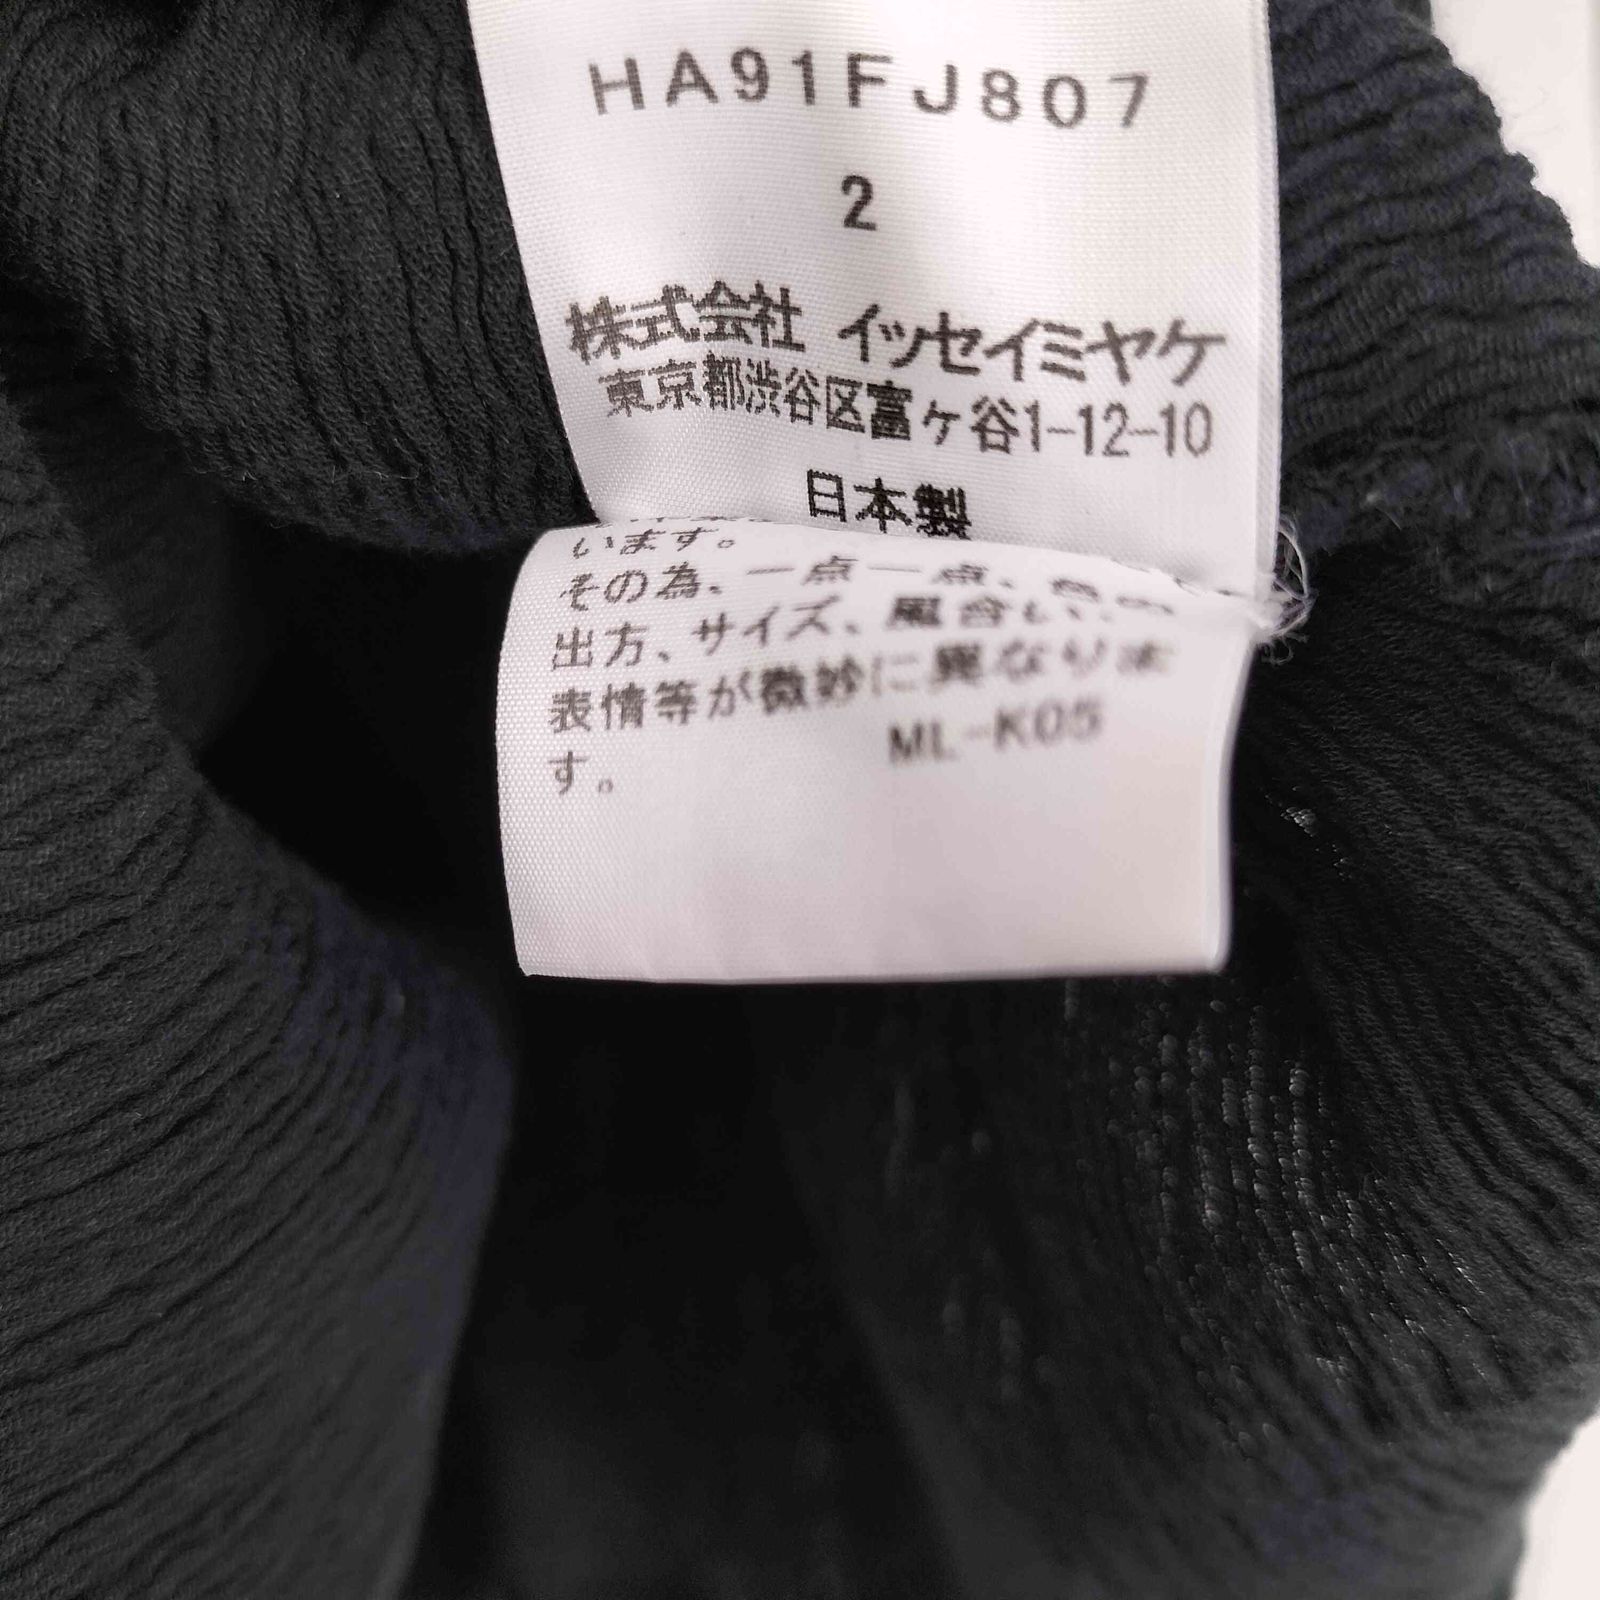 HA91FJ807
2
株式会社 イッセイミヤケ
東京都渋谷区富ヶ谷1-12-10
日本製
います。
その為、一点一点、色の
出方、サイズ、風合い、
表情等が微妙に異なりま
す。
ML-K05